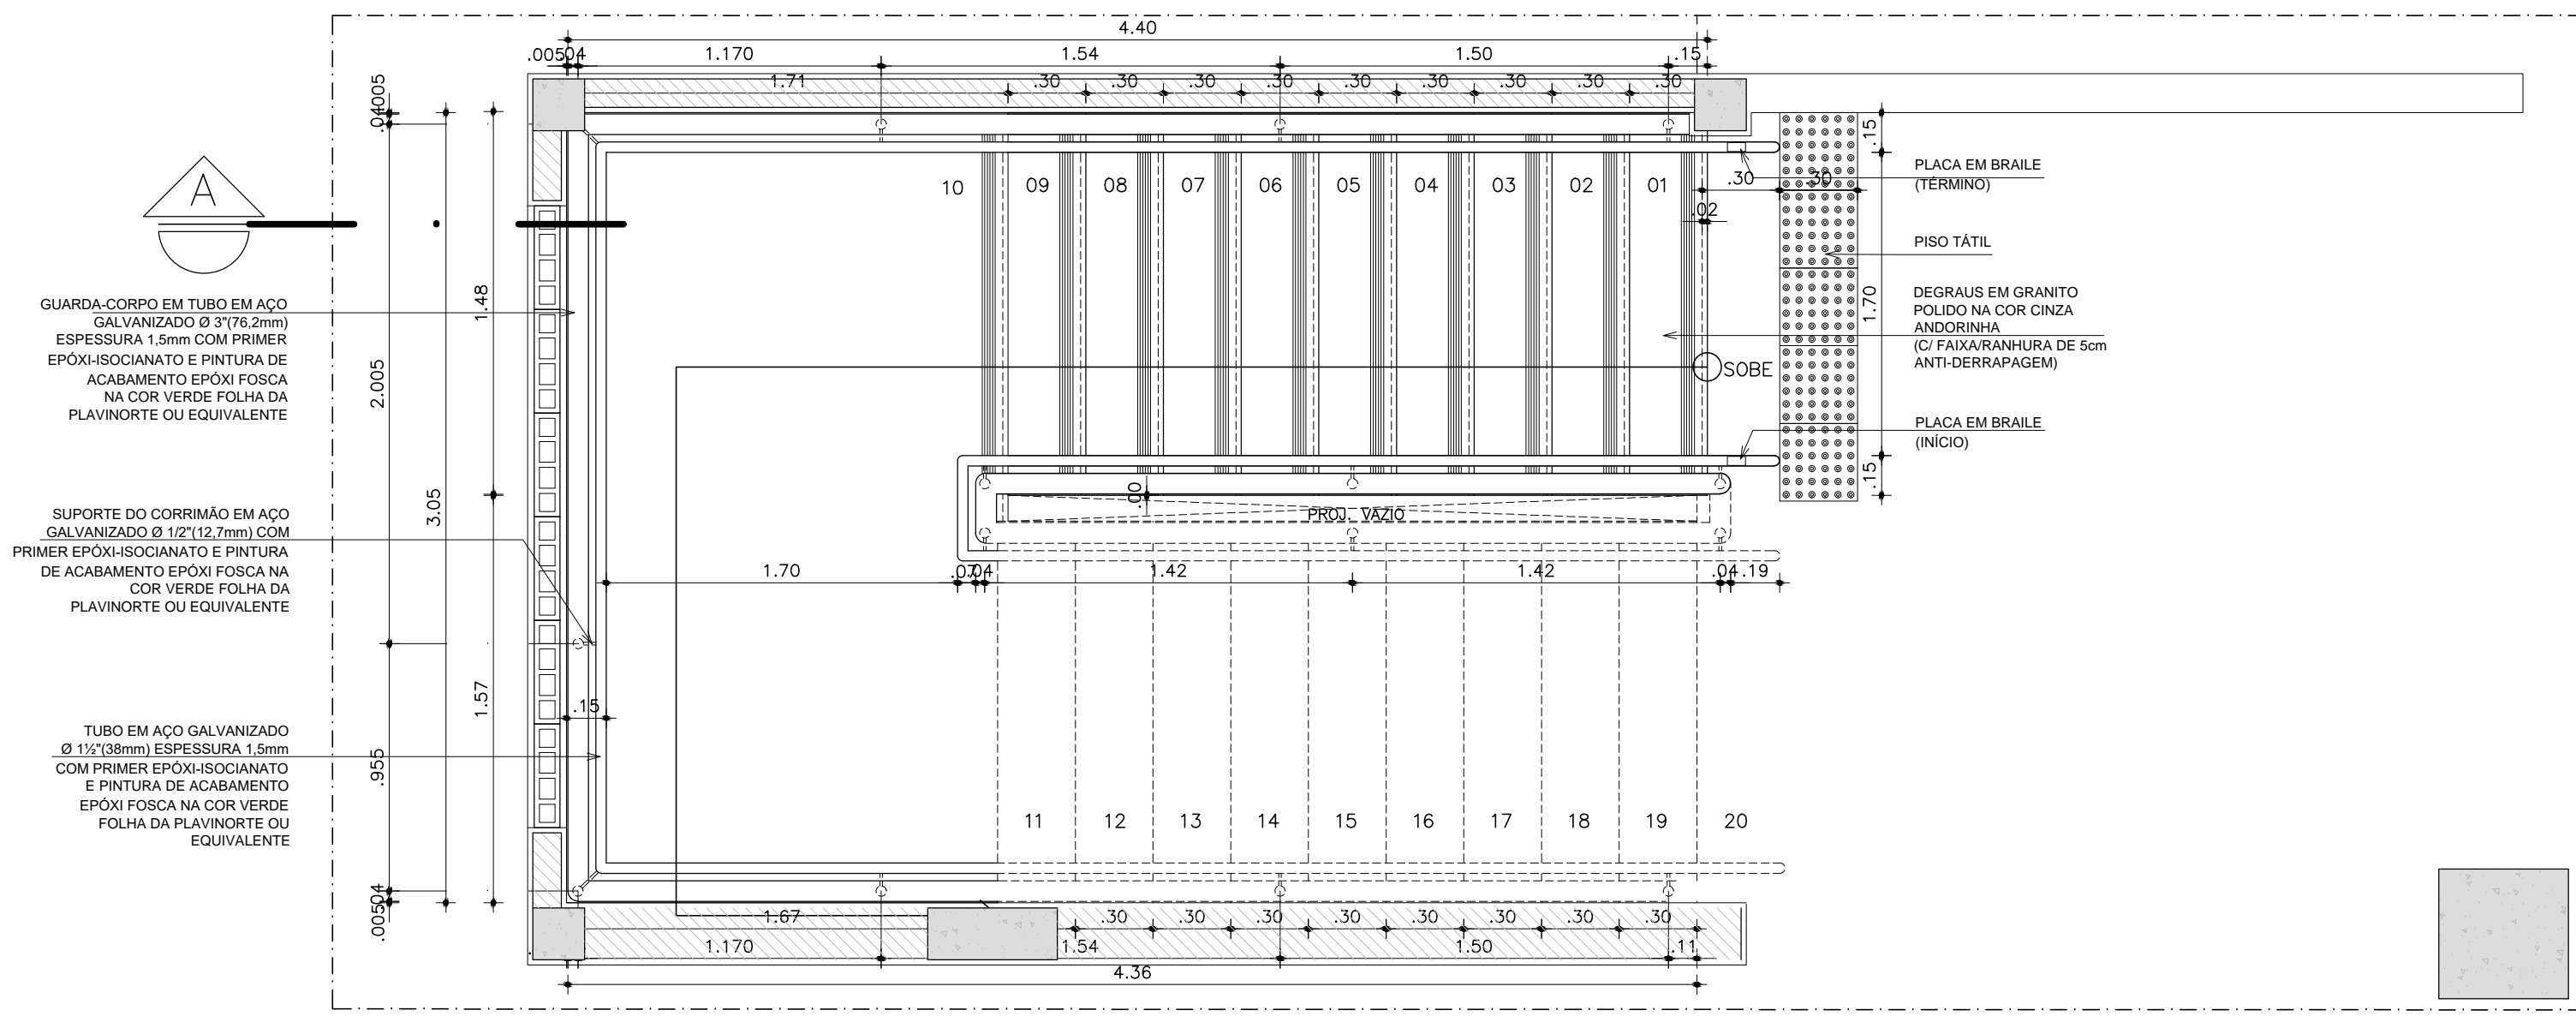 4.40
.00504
1.170
1.54
1.50
.15
1.71
.30
.30
.30
.30
.30
.30
.30
.30
.30
.04005
A
10
09
08
07
06
05
04
03
02
01
.30
.30
.02
.15
1.70
.15
PLACA EM BRAILE
(TÉRMINO)
PISO TÁTIL
DEGRAUS EM GRANITO
POLIDO NA COR CINZA
ANDORINHA
(C/ FAIXA/RANHURA DE 5cm
ANTI-DERRAPAGEM)
SOBE
PLACA EM BRAILE
(INÍCIO)
GUARDA-CORPO EM TUBO EM AÇO
GALVANIZADO Ø 3"(76,2mm)
ESPESSURA 1,5mm COM PRIMER
EPÓXI-ISOCIANATO E PINTURA DE
ACABAMENTO EPÓXI FOSCA
NA COR VERDE FOLHA DA
PLAVINORTE OU EQUIVALENTE
2.005
3.05
1.48
1.57
.955
.00504
SUPORTE DO CORRIMÃO EM AÇO
GALVANIZADO Ø 1/2"(12,7mm) COM
PRIMER EPÓXI-ISOCIANATO E PINTURA
DE ACABAMENTO EPÓXI FOSCA NA
COR VERDE FOLHA DA
PLAVINORTE OU EQUIVALENTE
.00
PROJ. VAZIO
1.70
.07
.04
1.42
1.42
.04
.19
.15
TUBO EM AÇO GALVANIZADO
Ø 1½"(38mm) ESPESSURA 1,5mm
COM PRIMER EPÓXI-ISOCIANATO
E PINTURA DE ACABAMENTO
EPÓXI FOSCA NA COR VERDE
FOLHA DA PLAVINORTE OU
EQUIVALENTE
11
12
13
14
15
16
17
18
19
20
1.67
.30
.30
.30
.30
.30
.30
.30
.30
1.170
1.54
1.50
.11
4.36